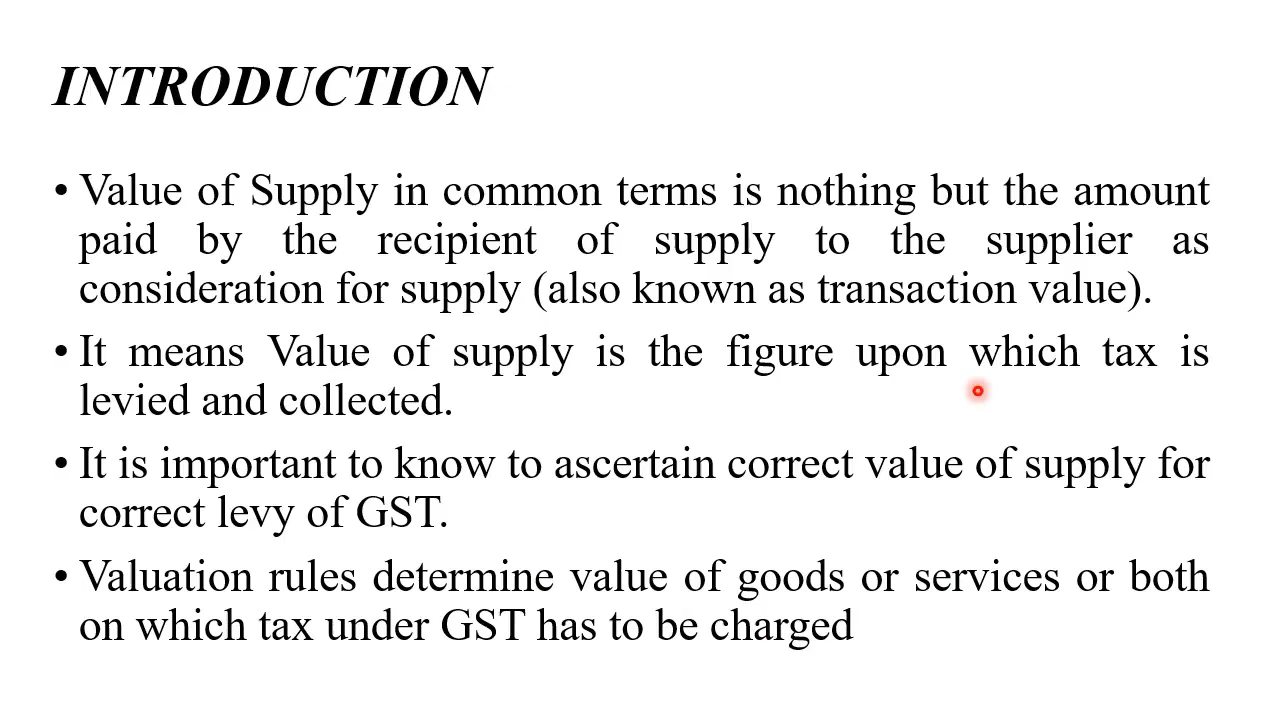 INTRODUCTION
• Value of Supply in common terms is nothing but the amount
paid by the recipient of supply to the supplier as
consideration for supply (also known as transaction value).
• It means Value of supply is the figure upon which tax is
levied and collected.
• It is important to know to ascertain correct value of supply for
correct levy of GST.
• Valuation rules determine value of goods or services or both
on which tax under GST has to be charged